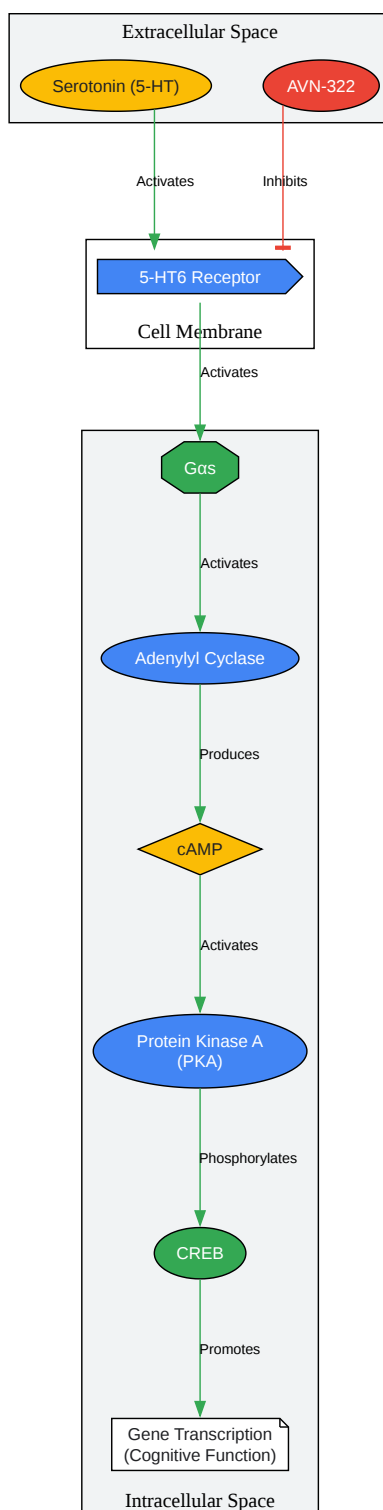 Extracellular Space
Serotonin (5-HT)
AVN-322
Activates
Inhibits
5-HT6 Receptor
Cell Membrane
Activates
Gαs
Activates
Adenylyl Cyclase
Produces
cAMP
Activates
Protein Kinase A
(PKA)
Phosphorylates
CREB
Promotes
Gene Transcription
(Cognitive Function)
Intracellular Space